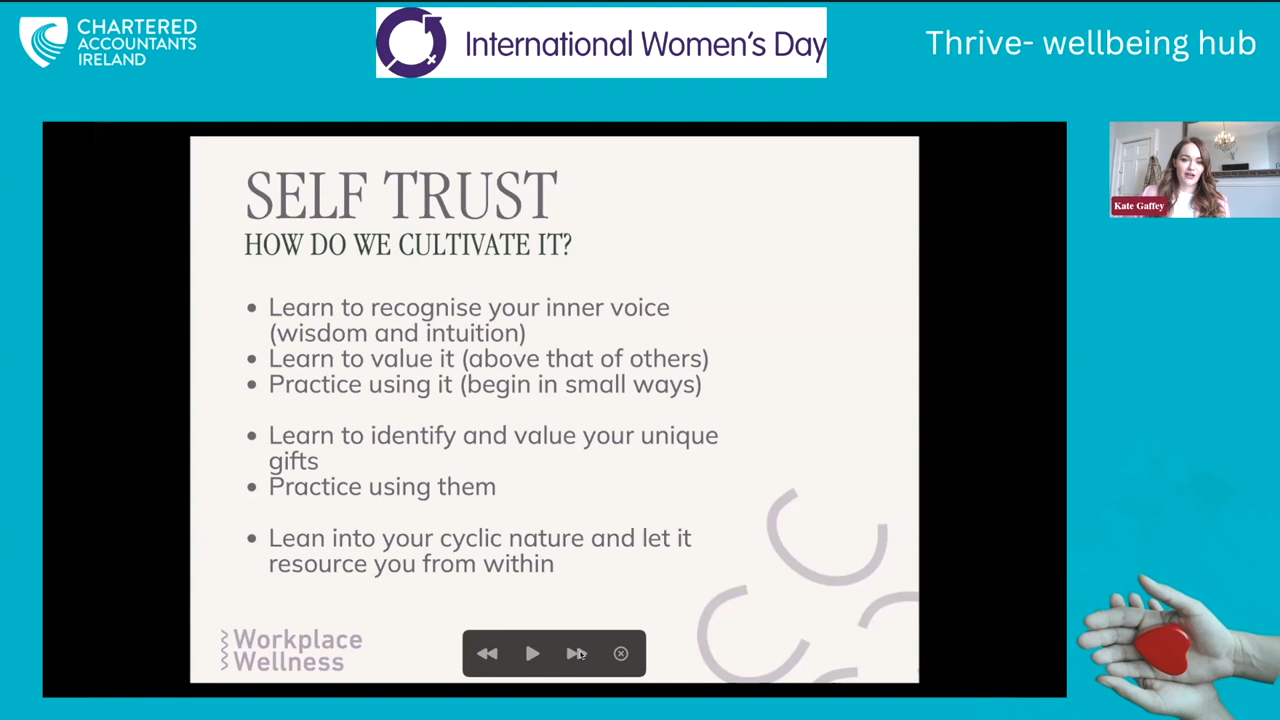 CHARTERED
ACCOUNTANTS
IRELAND
International Women's Day
Thrive- wellbeing hub
SELF TRUST
HOW DO WE CULTIVATE IT?
• Learn to recognise your inner voice
(wisdom and intuition)
• Learn to value it (above that of others)
• Practice using it (begin in small ways)
• Learn to identify and value your unique
gifts
• Practice using them
• Lean into your cyclic nature and let it
resource you from within
Workplace
Wellness
Kate Gaffey